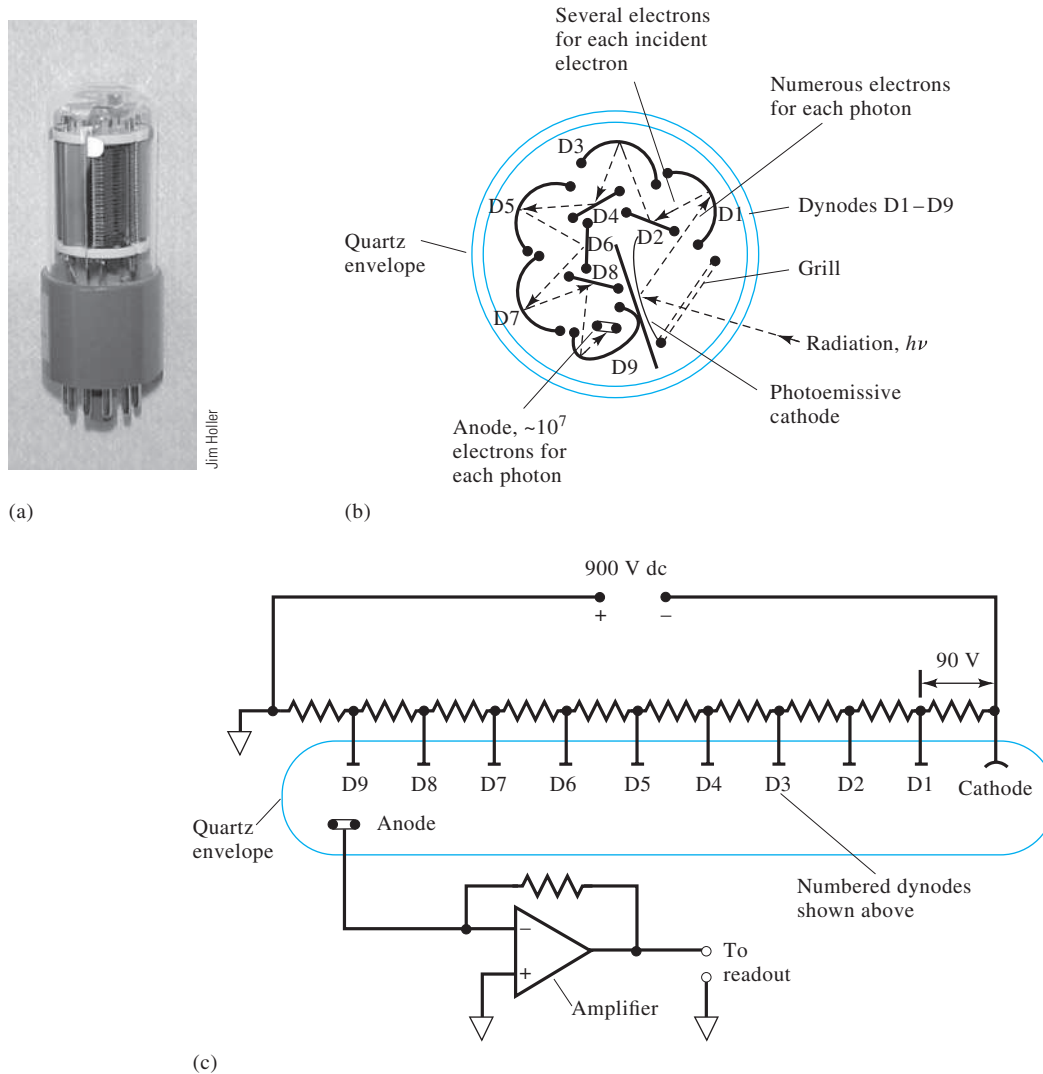 Jim Holler
(a)
Several electrons
for each incident
electron
Numerous electrons
for each photon
D3
D5
D4
D1
D2
D6
D8
D7
D9
Dynodes D1–D9
Quartz
envelope
Grill
Radiation, hν
Photoemissive
cathode
Anode, ~10⁷
electrons for
each photon
(b)
900 V dc
+ –
90 V
D9 D8 D7 D6 D5 D4 D3 D2 D1 Cathode
Quartz
envelope
Anode
Numbered dynodes
shown above
–
+
To
readout
Amplifier
(c)